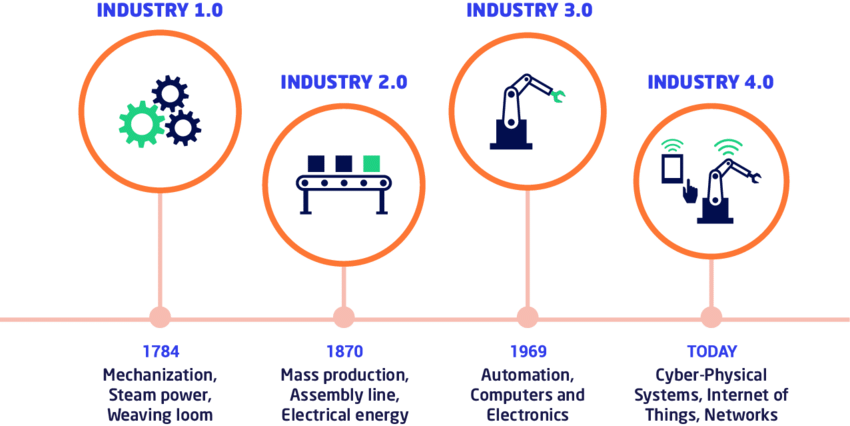 INDUSTRY 1.0
1784
Mechanization,
Steam power,
Weaving loom
INDUSTRY 2.0
1870
Mass production,
Assembly line,
Electrical energy
INDUSTRY 3.0
1969
Automation,
Computers and
Electronics
INDUSTRY 4.0
TODAY
Cyber-Physical
Systems, Internet of
Things, Networks